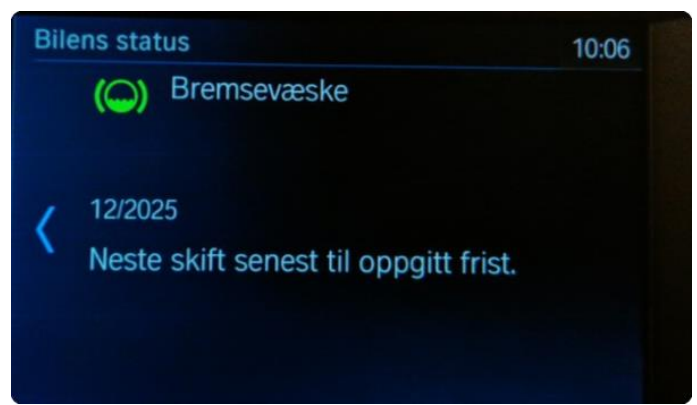 Bilens status
10:06
Bremsevæske
12/2025
Neste skift senest til oppgitt frist.